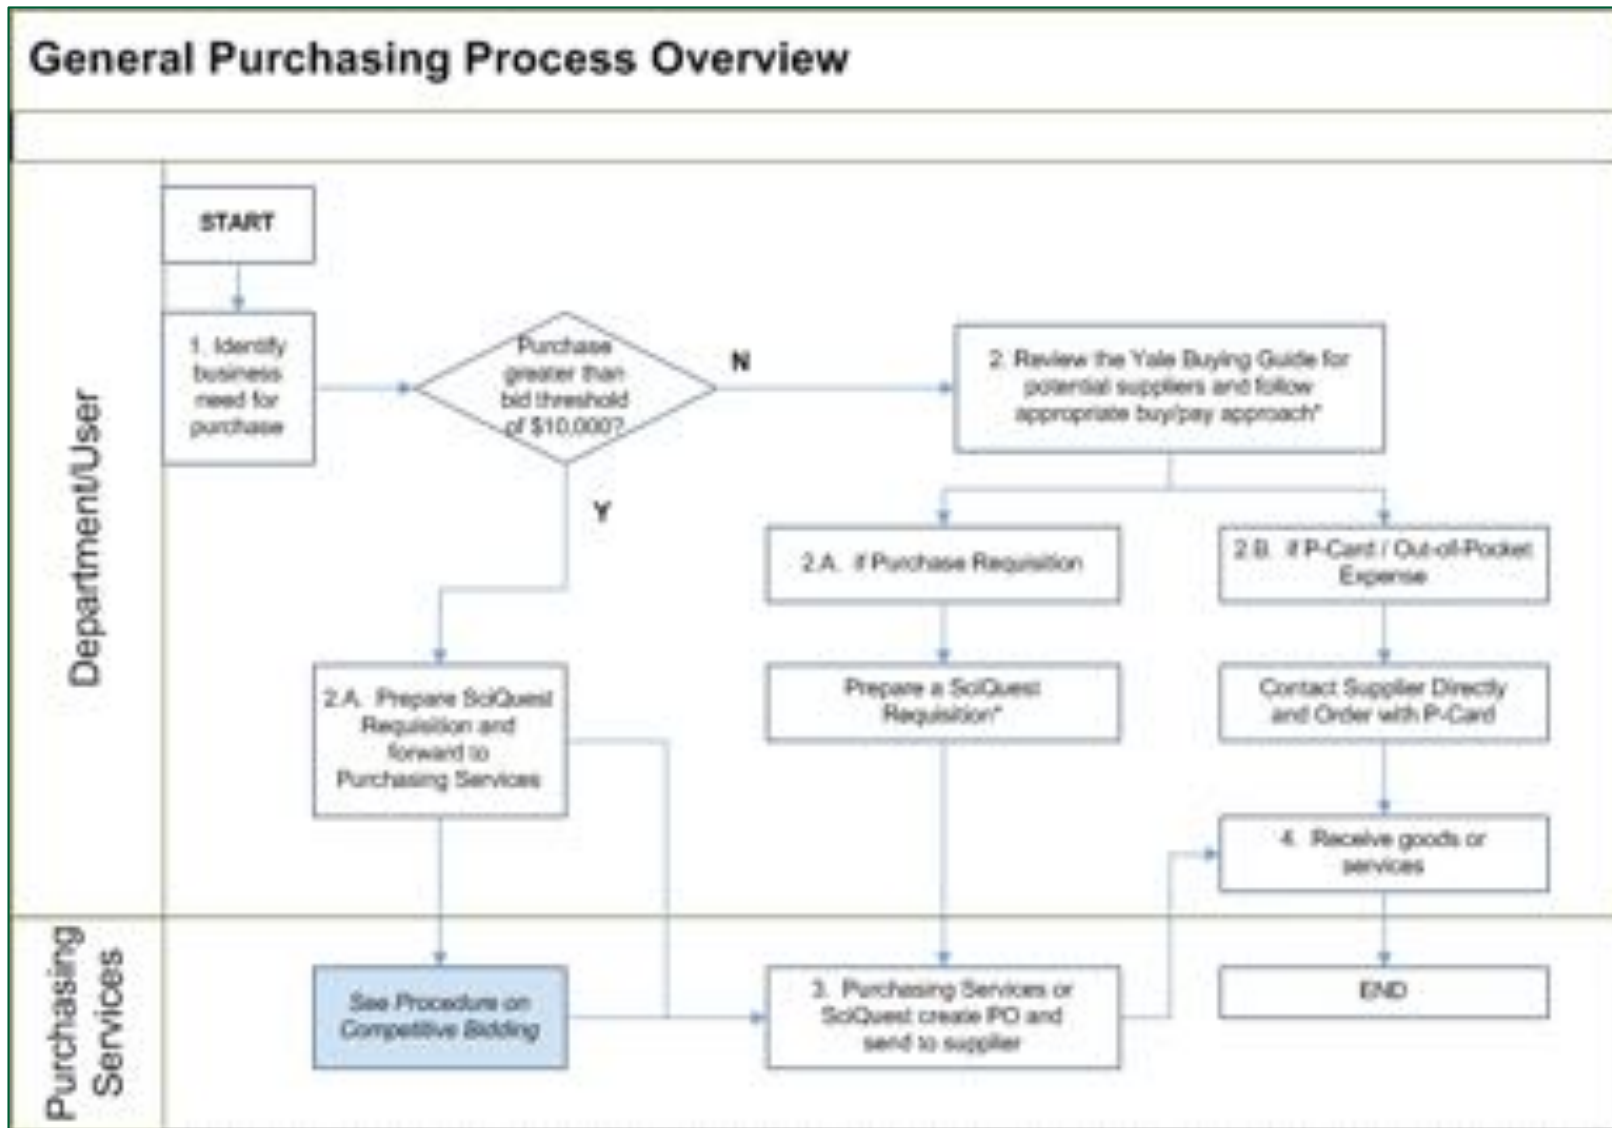 General Purchasing Process Overview
Department/User
START
1. Identify
business
need for
purchase
Purchase
greater than
bid threshold
of $10,000?
N
Y
2. Review the Yale Buying Guide for
potential suppliers and follow
appropriate buy/pay approach*
2.A. If Purchase Requisition
2.B. If P-Card / Out-of-Pocket
Expense
2.A. Prepare SciQuest
Requisition and
forward to
Purchasing Services
Prepare a SciQuest
Requisition*
Contact Supplier Directly
and Order with P-Card
4. Receive goods or
services
Purchasing
Services
See Procedure on
Competitive Bidding
3. Purchasing Services or
SciQuest create PO and
send to supplier
END